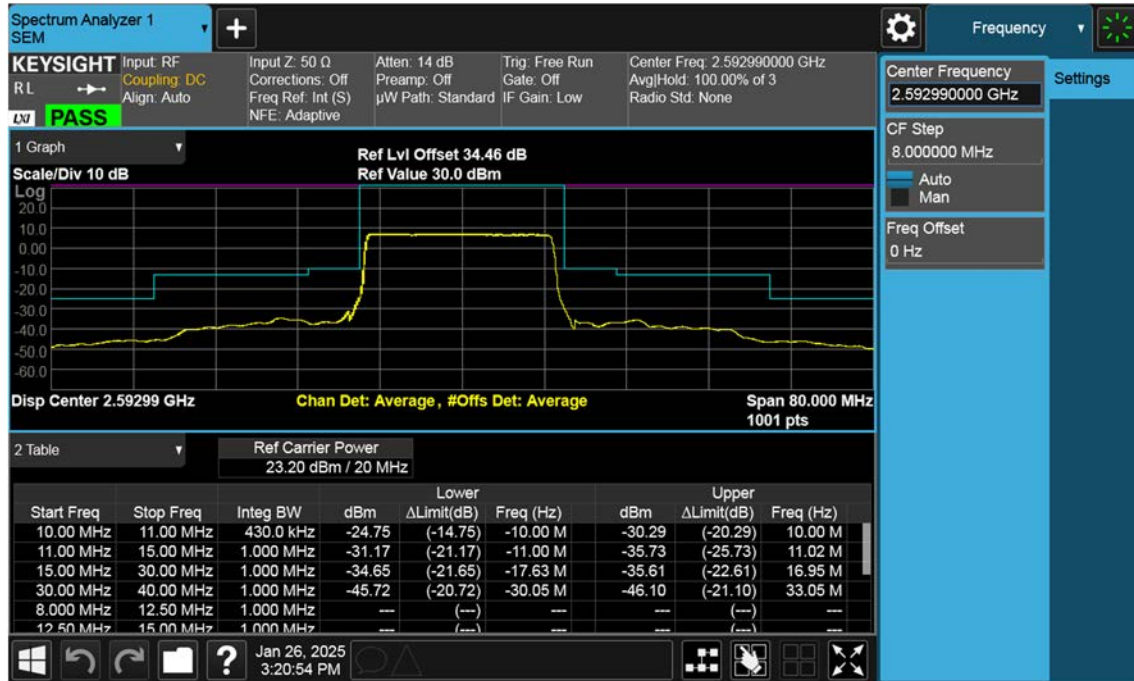 Spectrum Analyzer 1
SEM
+
Frequency
KEYSIGHT
R L
LXI
PASS
Input: RF
Coupling: DC
Align: Auto
Input Z: 50 Ω
Corrections: Off
Freq Ref: Int (S)
NFE: Adaptive
Atten: 14 dB
Preamp: Off
µW Path: Standard
Trig: Free Run
Gate: Off
IF Gain: Low
Center Freq: 2.592990000 GHz
Avg|Hold: 100.00% of 3
Radio Std: None
Center Frequency
2.592990000 GHz
Settings
CF Step
8.000000 MHz
Auto
Man
Freq Offset
0 Hz
1 Graph
Scale/Div 10 dB
Ref Lvl Offset 34.46 dB
Ref Value 30.0 dBm
Log
20.0
10.0
0.00
-10.0
-20.0
-30.0
-40.0
-50.0
-60.0
Disp Center 2.59299 GHz
Chan Det: Average, #Offs Det: Average
Span 80.000 MHz
1001 pts
2 Table
Ref Carrier Power
23.20 dBm / 20 MHz
Lower Upper
Start Freq Stop Freq Integ BW dBm ΔLimit(dB) Freq (Hz) dBm ΔLimit(dB) Freq (Hz)
10.00 MHz 11.00 MHz 430.0 kHz -24.75 (-14.75) -10.00 M -30.29 (-20.29) 10.00 M
11.00 MHz 15.00 MHz 1.000 MHz -31.17 (-21.17) -11.00 M -35.73 (-25.73) 11.02 M
15.00 MHz 30.00 MHz 1.000 MHz -34.65 (-21.65) -17.63 M -35.61 (-22.61) 16.95 M
30.00 MHz 40.00 MHz 1.000 MHz -45.72 (-20.72) -30.05 M -46.10 (-21.10) 33.05 M
8.000 MHz 12.50 MHz 1.000 MHz --- (---) --- --- (---) ---
12.50 MHz 15.00 MHz 1.000 MHz --- (---) --- --- (---) ---
?
Jan 26, 2025
3:20:54 PM